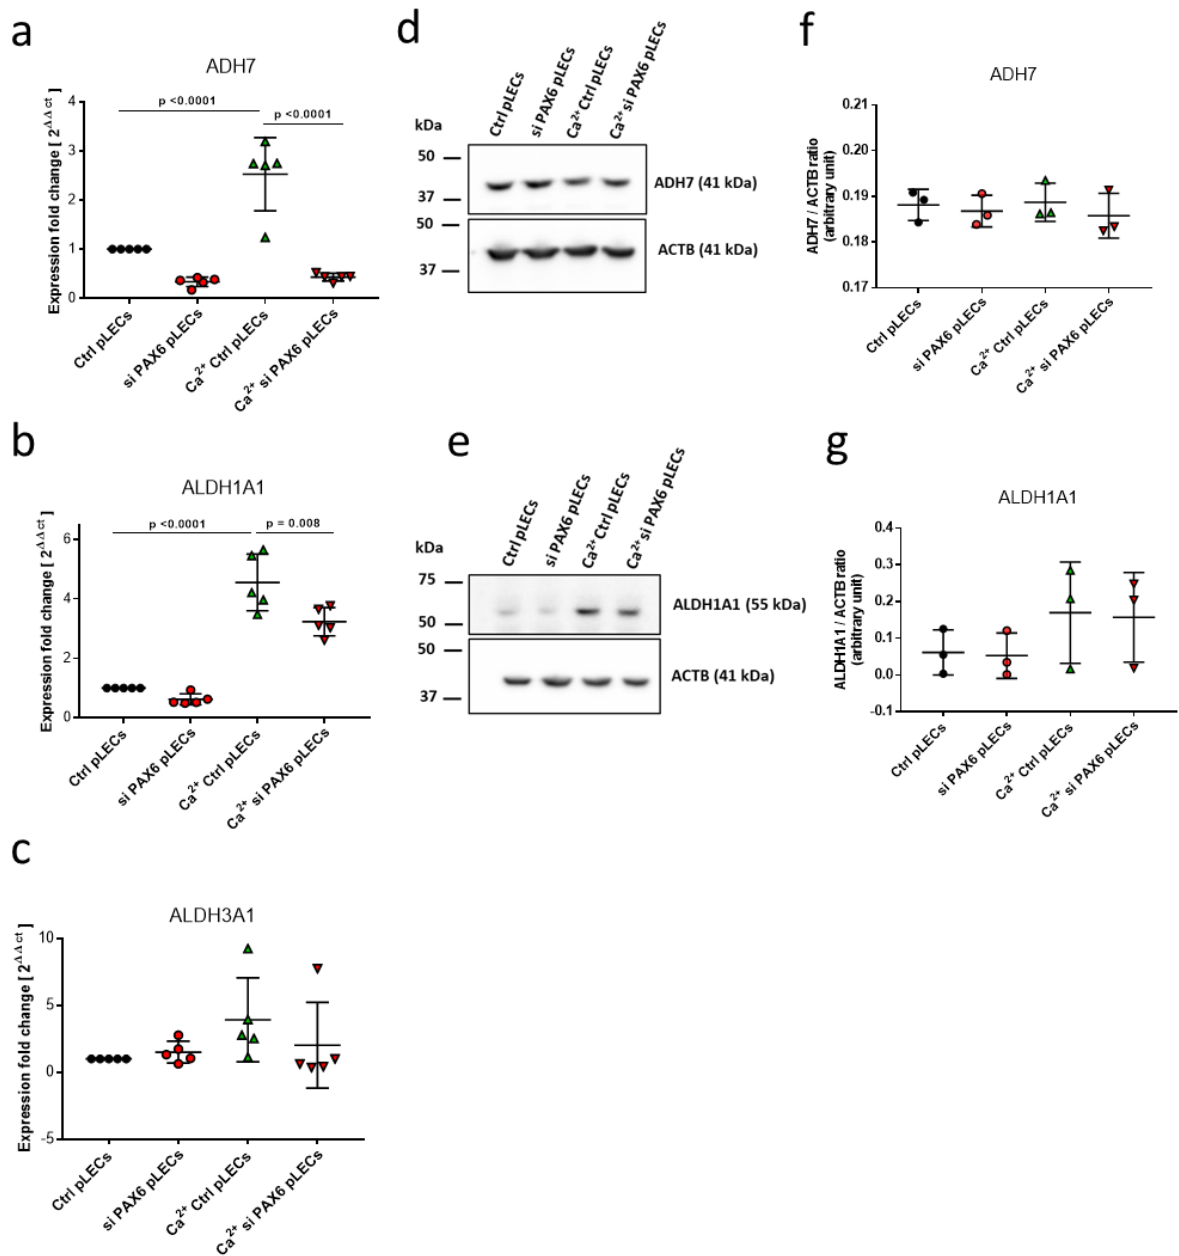 a
ADH7
Expression fold change [ 2^ΔΔct ]
4
3
2
1
0
p <0.0001
p <0.0001
Ctrl pLECs
si PAX6 pLECs
Ca2+ Ctrl pLECs
Ca2+ si PAX6 pLECs
d
Ctrl pLECs
si PAX6 pLECs
Ca2+ Ctrl pLECs
Ca2+ si PAX6 pLECs
kDa
50
37
ADH7 (41 kDa)
50
37
ACTB (41 kDa)
f
ADH7
ADH7 / ACTB ratio
(arbitrary unit)
0.21
0.20
0.19
0.18
0.17
Ctrl pLECs
si PAX6 pLECs
Ca2+ Ctrl pLECs
Ca2+ si PAX6 pLECs
b
ALDH1A1
Expression fold change [ 2^ΔΔct ]
6
4
2
0
p <0.0001
p = 0.008
Ctrl pLECs
si PAX6 pLECs
Ca2+ Ctrl pLECs
Ca2+ si PAX6 pLECs
e
Ctrl pLECs
si PAX6 pLECs
Ca2+ Ctrl pLECs
Ca2+ si PAX6 pLECs
kDa
75
50
ALDH1A1 (55 kDa)
50
37
ACTB (41 kDa)
g
ALDH1A1
ALDH1A1 / ACTB ratio
(arbitrary unit)
0.4
0.3
0.2
0.1
0.0
-0.1
Ctrl pLECs
si PAX6 pLECs
Ca2+ Ctrl pLECs
Ca2+ si PAX6 pLECs
c
ALDH3A1
Expression fold change [ 2^ΔΔct ]
10
5
0
-5
Ctrl pLECs
si PAX6 pLECs
Ca2+ Ctrl pLECs
Ca2+ si PAX6 pLECs